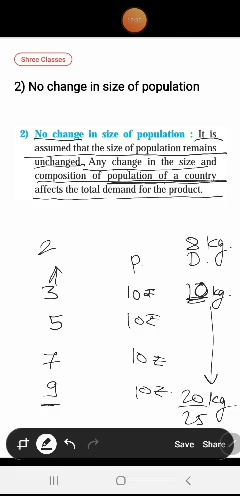 12:37
Shree Classes
2) No change in size of population
2) No change in size of population : It is
assumed that the size of population remains
unchanged. Any change in the size and
composition of population of a country
affects the total demand for the product.
2 8 kg.
P D.
3 10₹ 10 kg.
5 10₹
7 10₹
9 10₹. 20 kg
25
Save Share